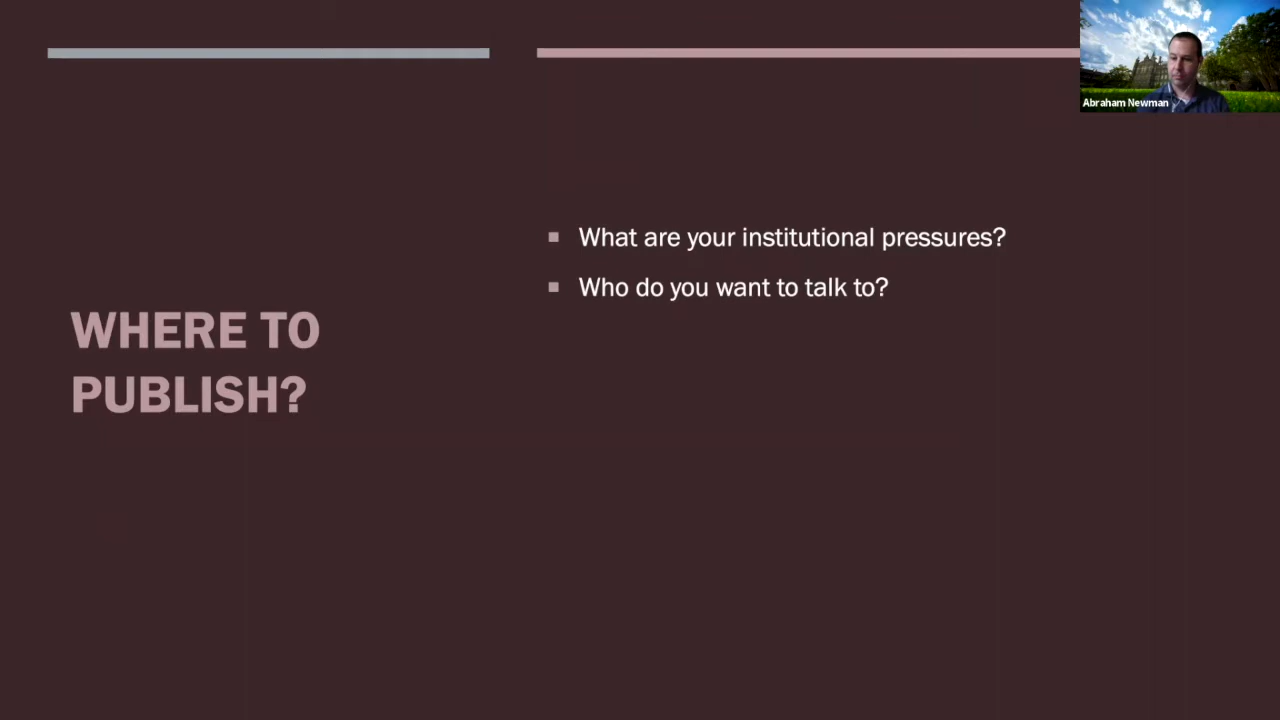 Abraham Newman
WHERE TO
PUBLISH?
What are your institutional pressures?
Who do you want to talk to?